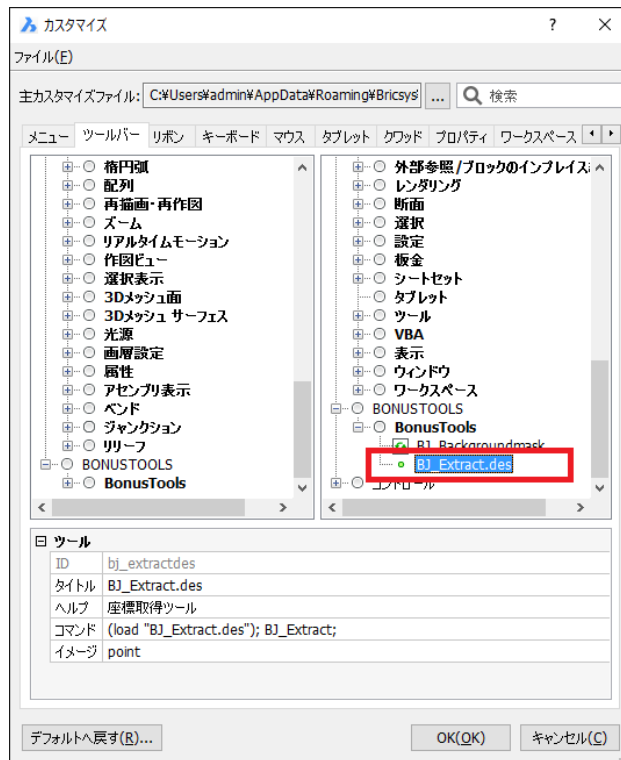 カスタマイズ
?
ファイル(F)
主カスタマイズファイル: C:¥Users¥admin¥AppData¥Roaming¥Bricsys¥ ... 検索
メニュー ツールバー リボン キーボード マウス タブレット クワッド プロパティ ワークスペース
楕円弧
配列
再描画・再作図
ズーム
リアルタイムモーション
作図ビュー
選択表示
3Dメッシュ面
3Dメッシュ サーフェス
光源
画層設定
属性
アセンブリ表示
ベンド
ジャンクション
リリーフ
BONUSTOOLS
BonusTools
外部参照/ブロックのインプレイス
レンダリング
断面
選択
設定
板金
シートセット
タブレット
ツール
VBA
表示
ウィンドウ
ワークスペース
BONUSTOOLS
BonusTools
BJ_Backgroundmask
BJ_Extract.des
コントロール
ツール
ID bj_extractdes
タイトル BJ_Extract.des
ヘルプ 座標取得ツール
コマンド (load "BJ_Extract.des"); BJ_Extract;
イメージ point
デフォルトへ戻す(R)... OK(OK) キャンセル(C)